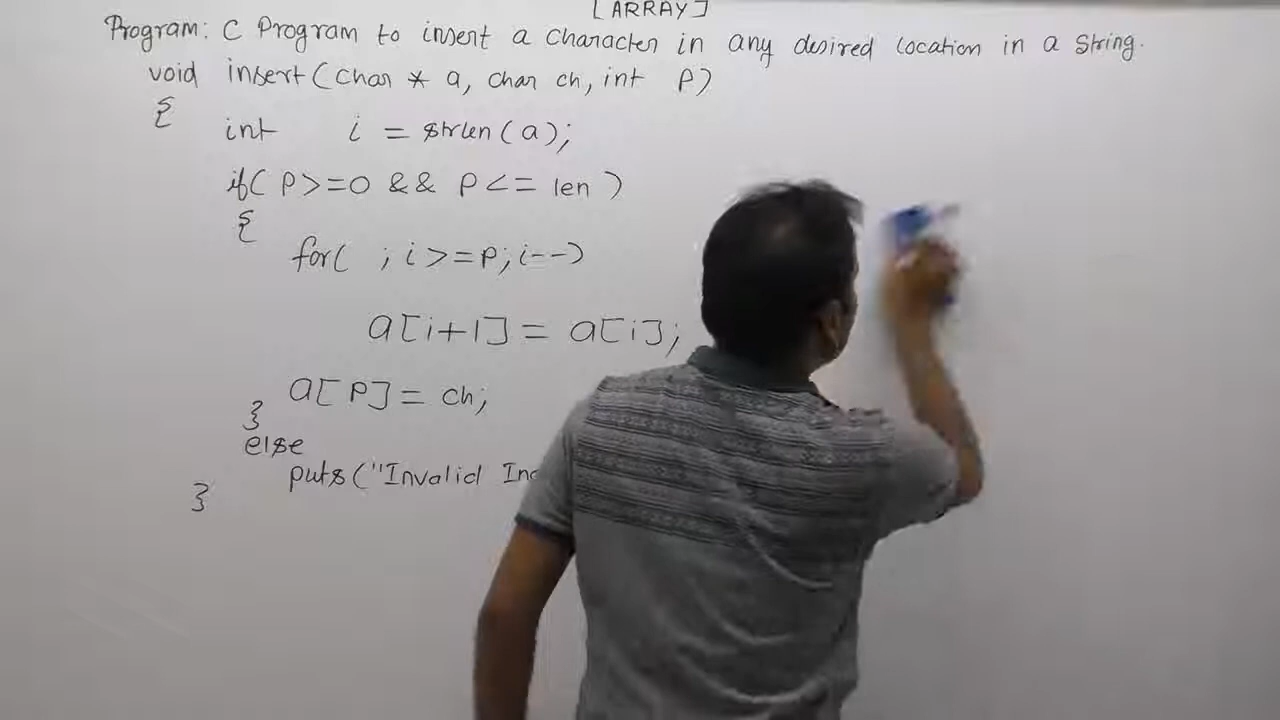 [ARRAY]
Program: C Program to insert a character in any desired location in a string.
void insert(char * a, char ch, int P)
{
int i = strlen(a);
if( P>=0 && P<= len )
{
for( ; i>=P; i--)
a[i+1] = a[i];
a[P] = ch;
}
else
puts("Invalid
}